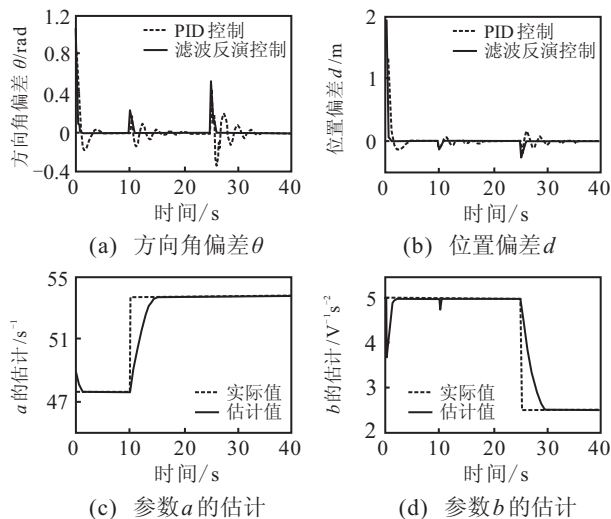 1.2
0.8
0.4
0
−0.4
方向角偏差 θ/rad
PID 控制
滤波反演控制
0 10 20 30 40
时间/s
(a) 方向角偏差θ
2
1
0
位置偏差 d/m
PID 控制
滤波反演控制
0 10 20 30 40
时间/s
(b) 位置偏差d
54
51
47
a 的估计/s⁻¹
实际值
估计值
0 10 20 30 40
时间/s
(c) 参数a 的估计
6
5
4
3
2
b 的估计/V⁻¹s⁻²
实际值
估计值
0 10 20 30 40
时间/s
(d) 参数b 的估计